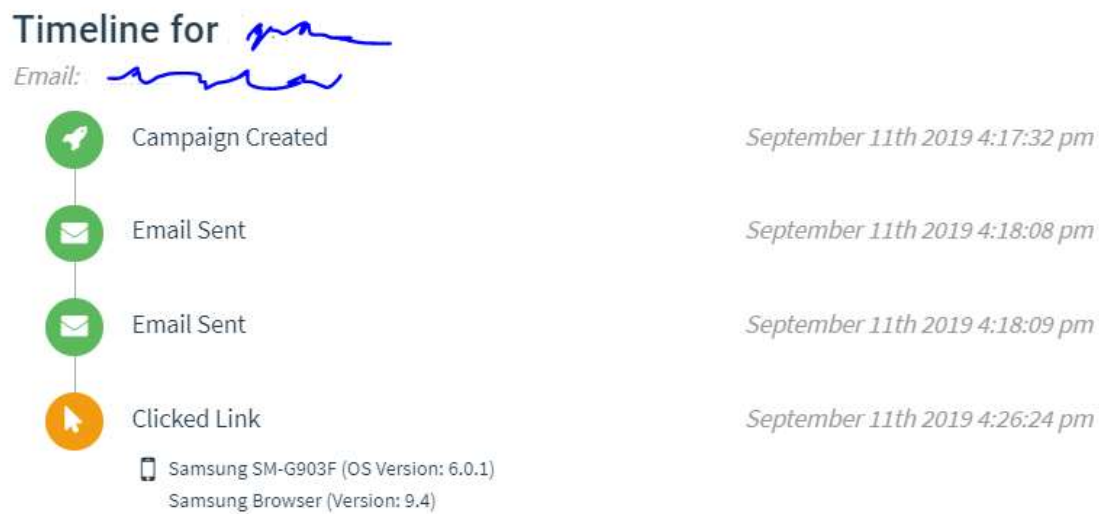 Timeline for
Email:
Campaign Created September 11th 2019 4:17:32 pm
Email Sent September 11th 2019 4:18:08 pm
Email Sent September 11th 2019 4:18:09 pm
Clicked Link September 11th 2019 4:26:24 pm
Samsung SM-G903F (OS Version: 6.0.1)
Samsung Browser (Version: 9.4)